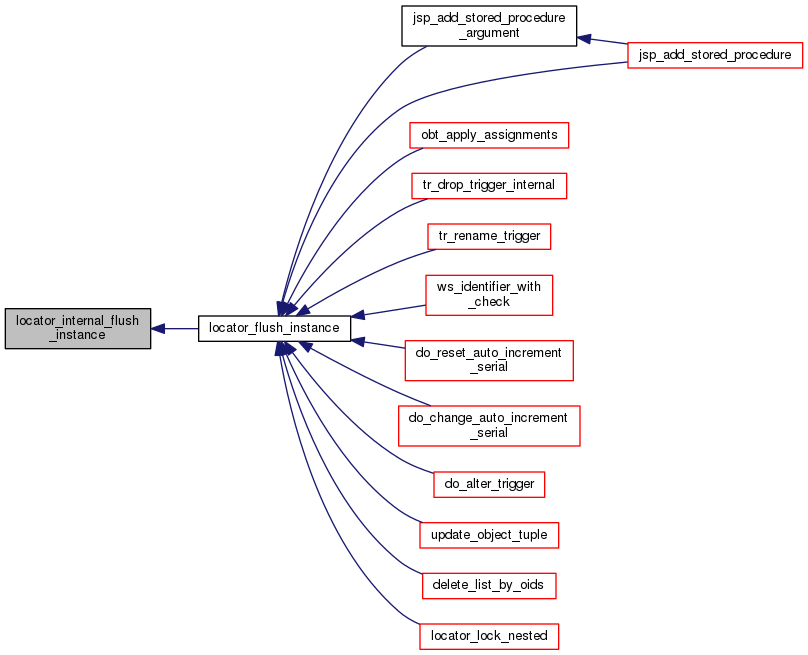 jsp_add_stored_procedure
_argument
jsp_add_stored_procedure
obt_apply_assignments
tr_drop_trigger_internal
tr_rename_trigger
ws_identifier_with
_check
locator_internal_flush
_instance
locator_flush_instance
do_reset_auto_increment
_serial
do_change_auto_increment
_serial
do_alter_trigger
update_object_tuple
delete_list_by_oids
locator_lock_nested